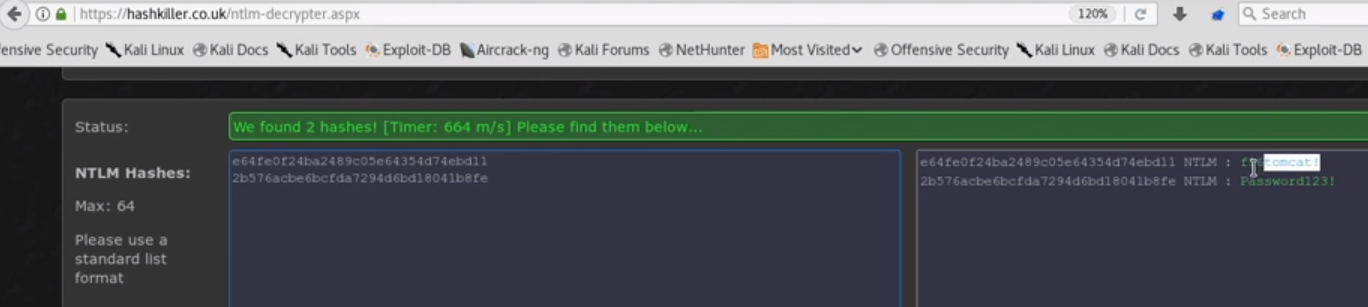 https://hashkiller.co.uk/ntlm-decrypter.aspx 120% Search
ensive Security Kali Linux Kali Docs Kali Tools Exploit-DB Aircrack-ng Kali Forums NetHunter Most Visited Offensive Security Kali Linux Kali Docs Kali Tools Exploit-DB
Status: We found 2 hashes! [Timer: 664 m/s] Please find them below...
NTLM Hashes:
Max: 64
Please use a
standard list
format
e64fe0f24ba2489c05e64354d74ebd11
2b576acbe6bcfda7294d6bd18041b8fe
e64fe0f24ba2489c05e64354d74ebd11 NTLM : tomcat!
2b576acbe6bcfda7294d6bd18041b8fe NTLM : Password123!